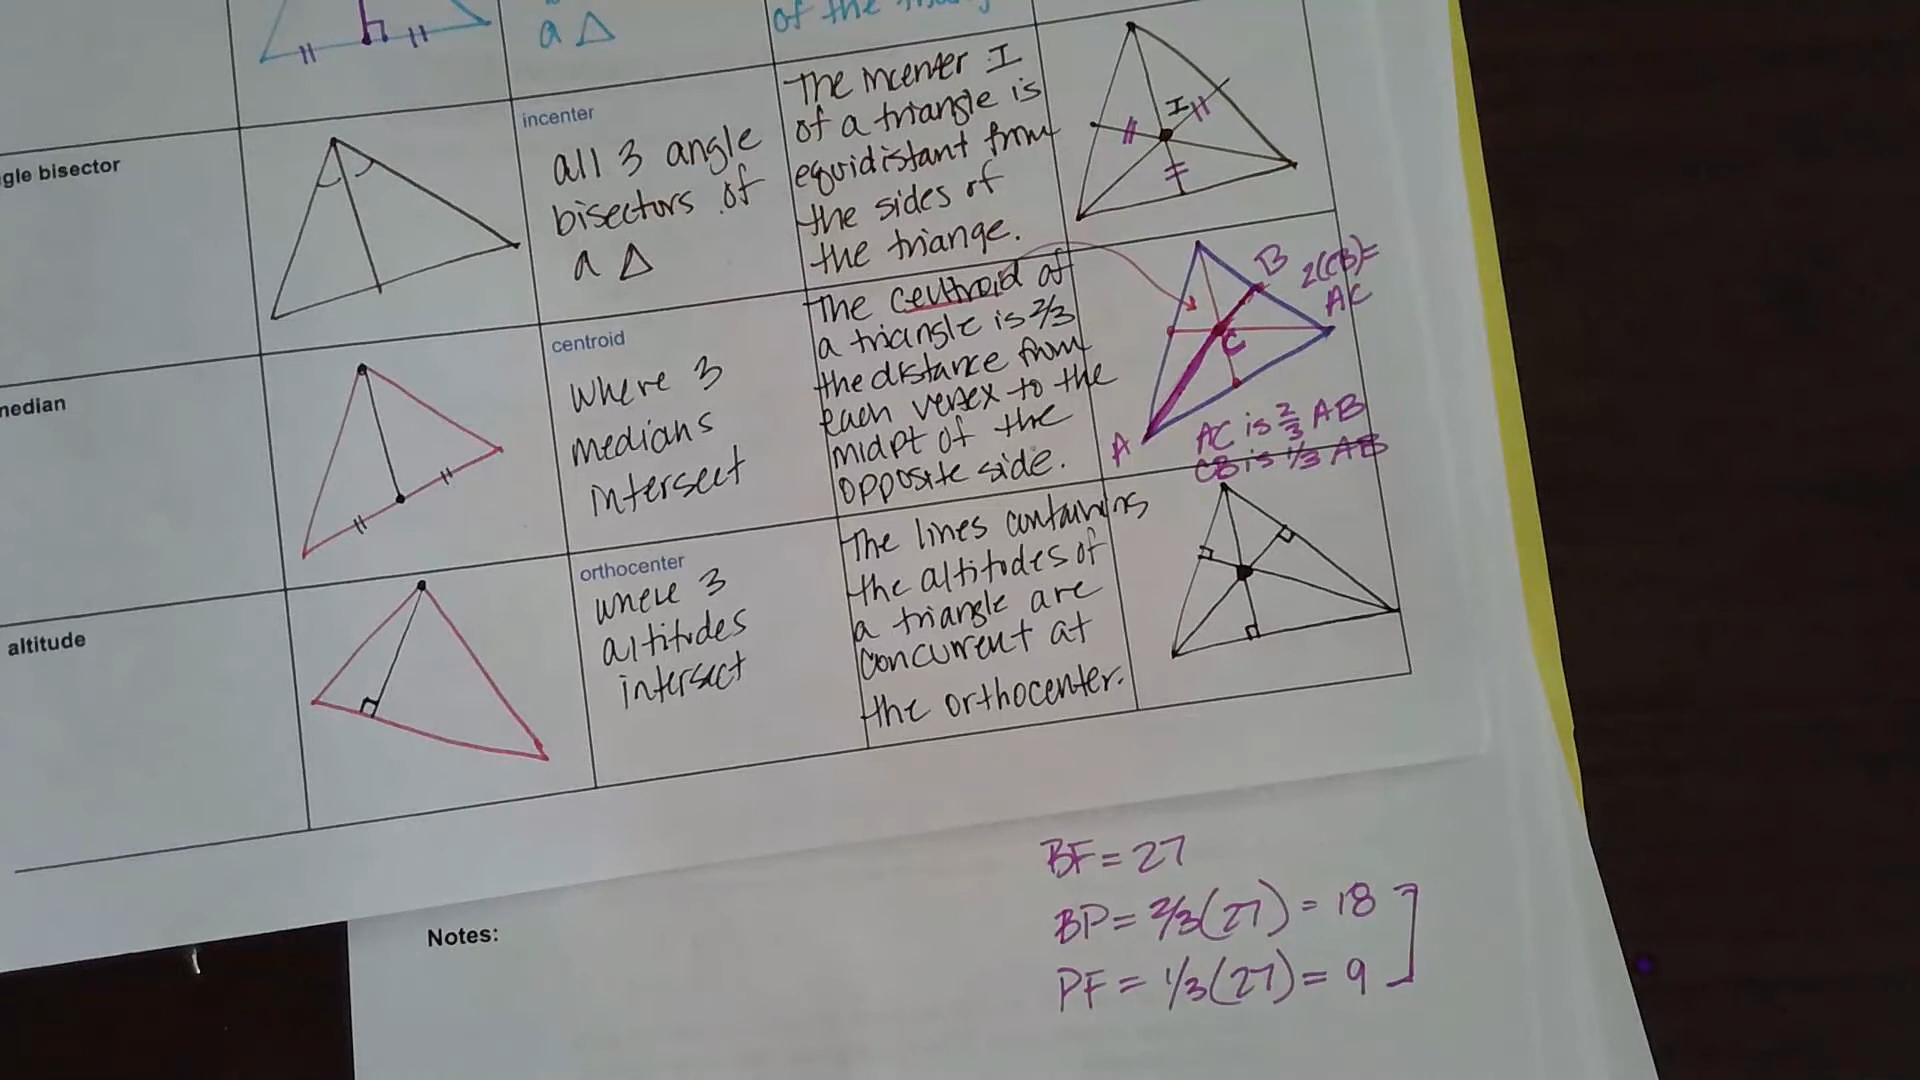 a △
of the
gle bisector
incenter
all 3 angle
bisectors of
a △
The incenter I
of a triangle is
equidistant from
the sides of
the triange.
I
median
centroid
where 3
medians
intersect
The centroid of
a triangle is 2/3
the distance from
each vertex to the
midpt of the
opposite side.
B
2(CB)=
AC
C
A
AC is 2/3 AB
CB is 1/3 AB
altitude
orthocenter
where 3
altitudes
intersect
The lines containing
the altitudes of
a triangle are
concurrent at
the orthocenter.
BF = 27
BP = 2/3(27) = 18
PF = 1/3(27) = 9
Notes: